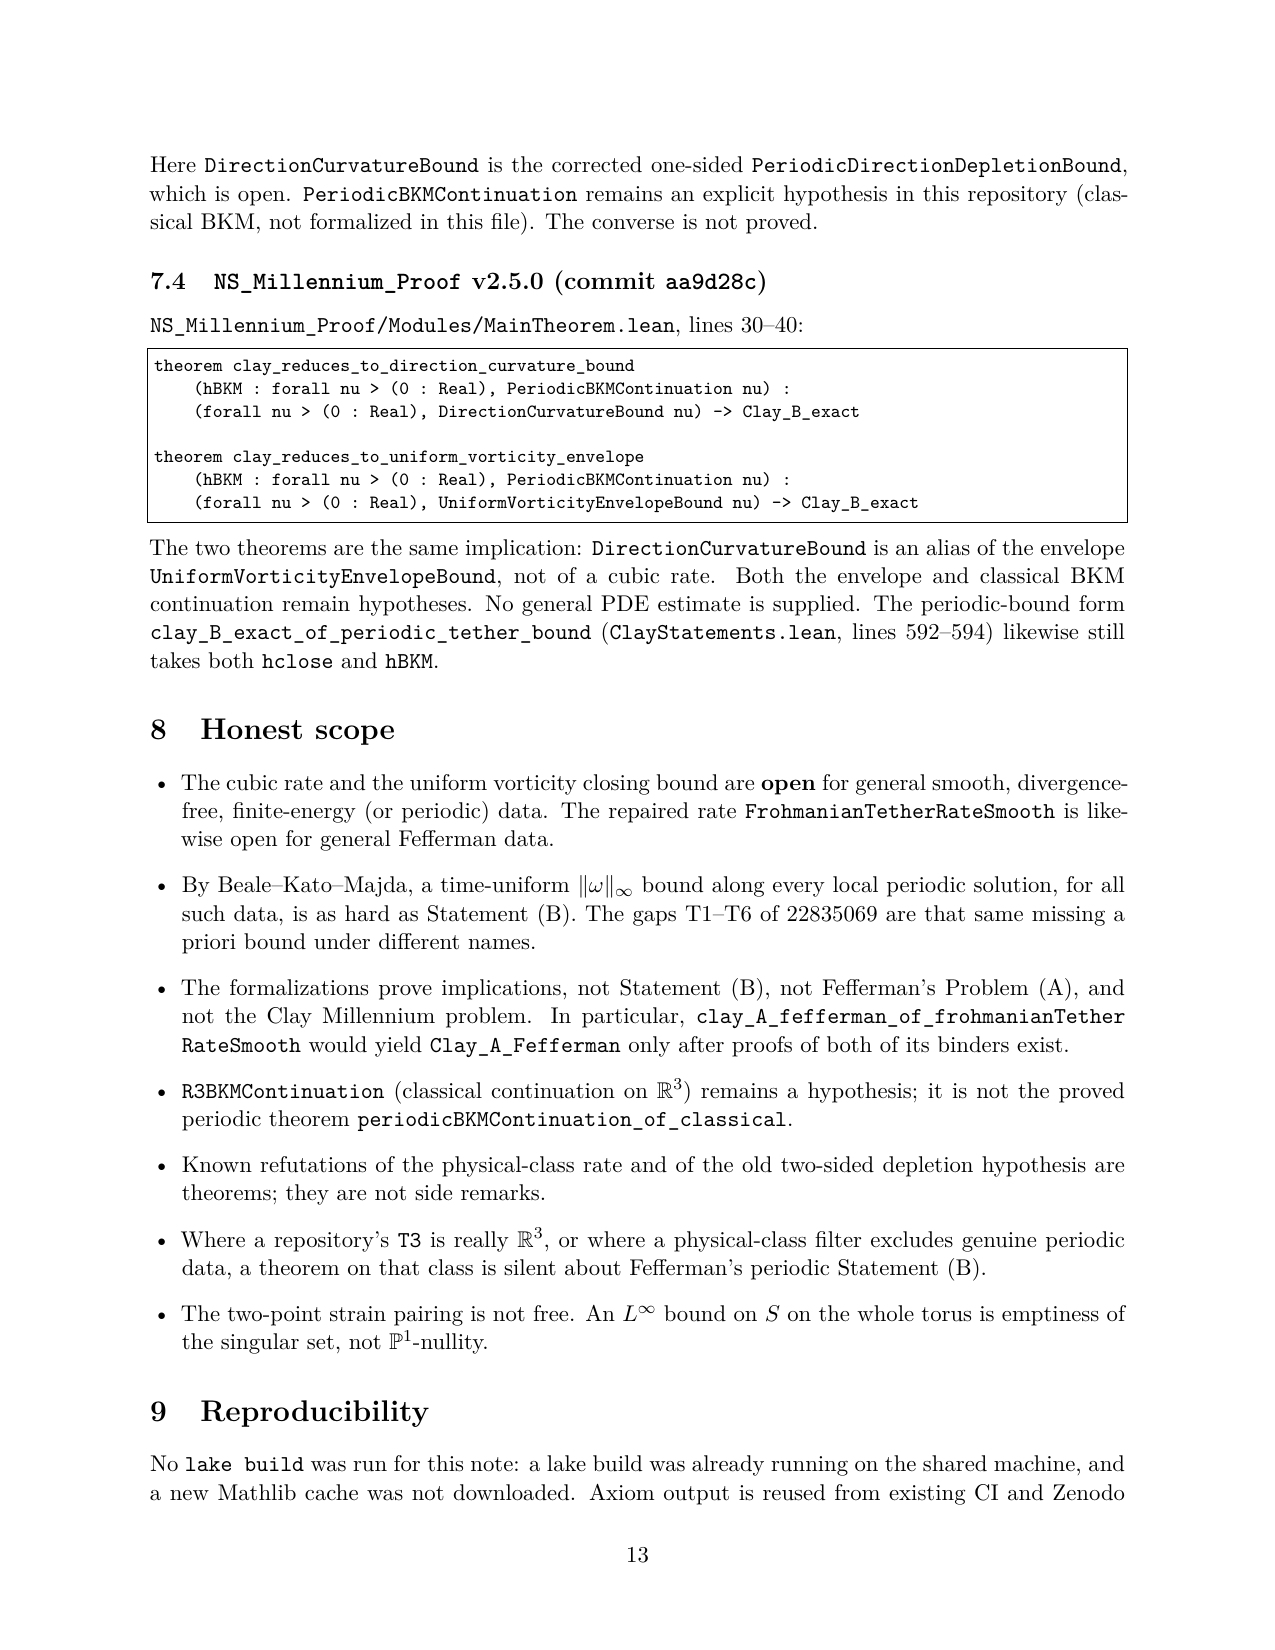 Here DirectionCurvatureBound is the corrected one-sided PeriodicDirectionDepletionBound,
which is open. PeriodicBKMContinuation remains an explicit hypothesis in this repository (clas-
sical BKM, not formalized in this file). The converse is not proved.
7.4 NS_Millennium_Proof v2.5.0 (commit aa9d28c)
NS_Millennium_Proof/Modules/MainTheorem.lean, lines 30–40:
theorem clay_reduces_to_direction_curvature_bound
    (hBKM : forall nu > (0 : Real), PeriodicBKMContinuation nu) :
    (forall nu > (0 : Real), DirectionCurvatureBound nu) -> Clay_B_exact
theorem clay_reduces_to_uniform_vorticity_envelope
    (hBKM : forall nu > (0 : Real), PeriodicBKMContinuation nu) :
    (forall nu > (0 : Real), UniformVorticityEnvelopeBound nu) -> Clay_B_exact
The two theorems are the same implication: DirectionCurvatureBound is an alias of the envelope
UniformVorticityEnvelopeBound, not of a cubic rate. Both the envelope and classical BKM
continuation remain hypotheses. No general PDE estimate is supplied. The periodic-bound form
clay_B_exact_of_periodic_tether_bound (ClayStatements.lean, lines 592–594) likewise still
takes both hclose and hBKM.
8 Honest scope
• The cubic rate and the uniform vorticity closing bound are open for general smooth, divergence-
free, finite-energy (or periodic) data. The repaired rate FrohmanianTetherRateSmooth is like-
wise open for general Fefferman data.
• By Beale–Kato–Majda, a time-uniform ‖ω‖∞ bound along every local periodic solution, for all
such data, is as hard as Statement (B). The gaps T1–T6 of 22835069 are that same missing a
priori bound under different names.
• The formalizations prove implications, not Statement (B), not Fefferman's Problem (A), and
not the Clay Millennium problem. In particular, clay_A_fefferman_of_frohmanianTether
RateSmooth would yield Clay_A_Fefferman only after proofs of both of its binders exist.
• R3BKMContinuation (classical continuation on ℝ³) remains a hypothesis; it is not the proved
periodic theorem periodicBKMContinuation_of_classical.
• Known refutations of the physical-class rate and of the old two-sided depletion hypothesis are
theorems; they are not side remarks.
• Where a repository's T3 is really ℝ³, or where a physical-class filter excludes genuine periodic
data, a theorem on that class is silent about Fefferman's periodic Statement (B).
• The two-point strain pairing is not free. An L∞ bound on S on the whole torus is emptiness of
the singular set, not ℙ¹-nullity.
9 Reproducibility
No lake build was run for this note: a lake build was already running on the shared machine, and
a new Mathlib cache was not downloaded. Axiom output is reused from existing CI and Zenodo
13